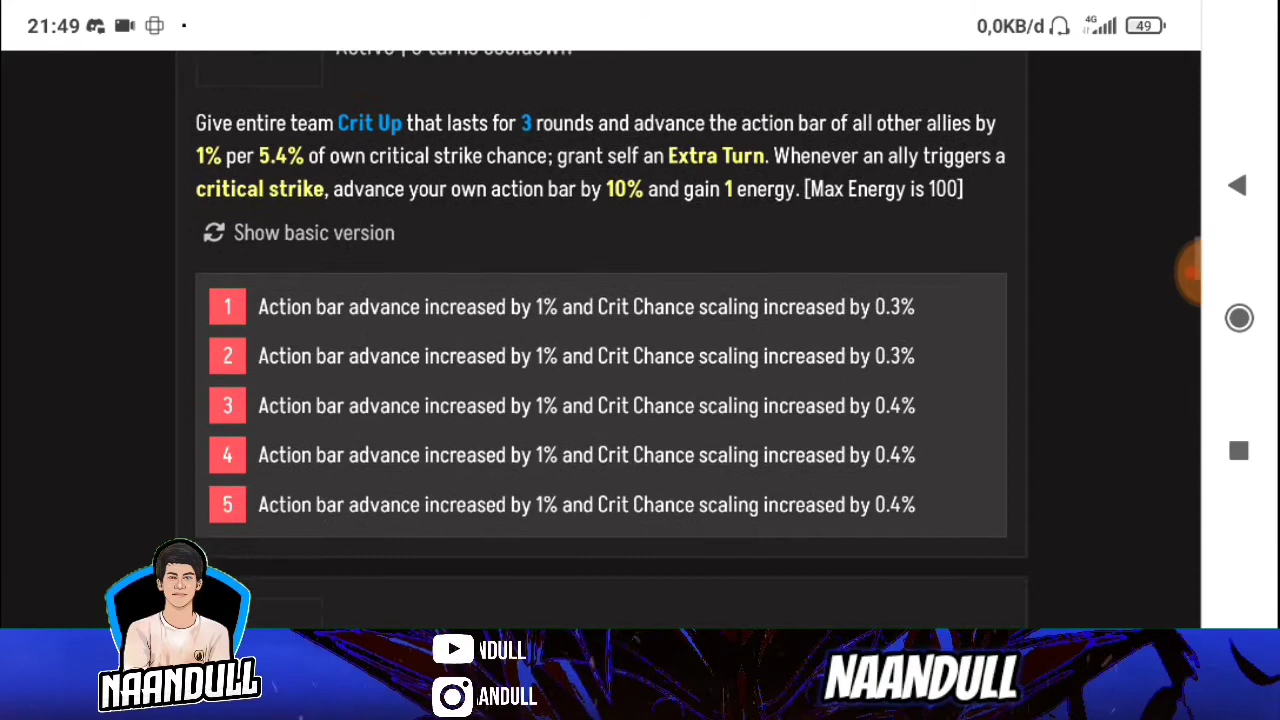 21:49
0,0KB/d 4G 49
Give entire team Crit Up that lasts for 3 rounds and advance the action bar of all other allies by
1% per 5.4% of own critical strike chance; grant self an Extra Turn. Whenever an ally triggers a
critical strike, advance your own action bar by 10% and gain 1 energy. [Max Energy is 100]
Show basic version
1 Action bar advance increased by 1% and Crit Chance scaling increased by 0.3%
2 Action bar advance increased by 1% and Crit Chance scaling increased by 0.3%
3 Action bar advance increased by 1% and Crit Chance scaling increased by 0.4%
4 Action bar advance increased by 1% and Crit Chance scaling increased by 0.4%
5 Action bar advance increased by 1% and Crit Chance scaling increased by 0.4%
NAANDULL
NDULL
ANDULL
NAANDULL